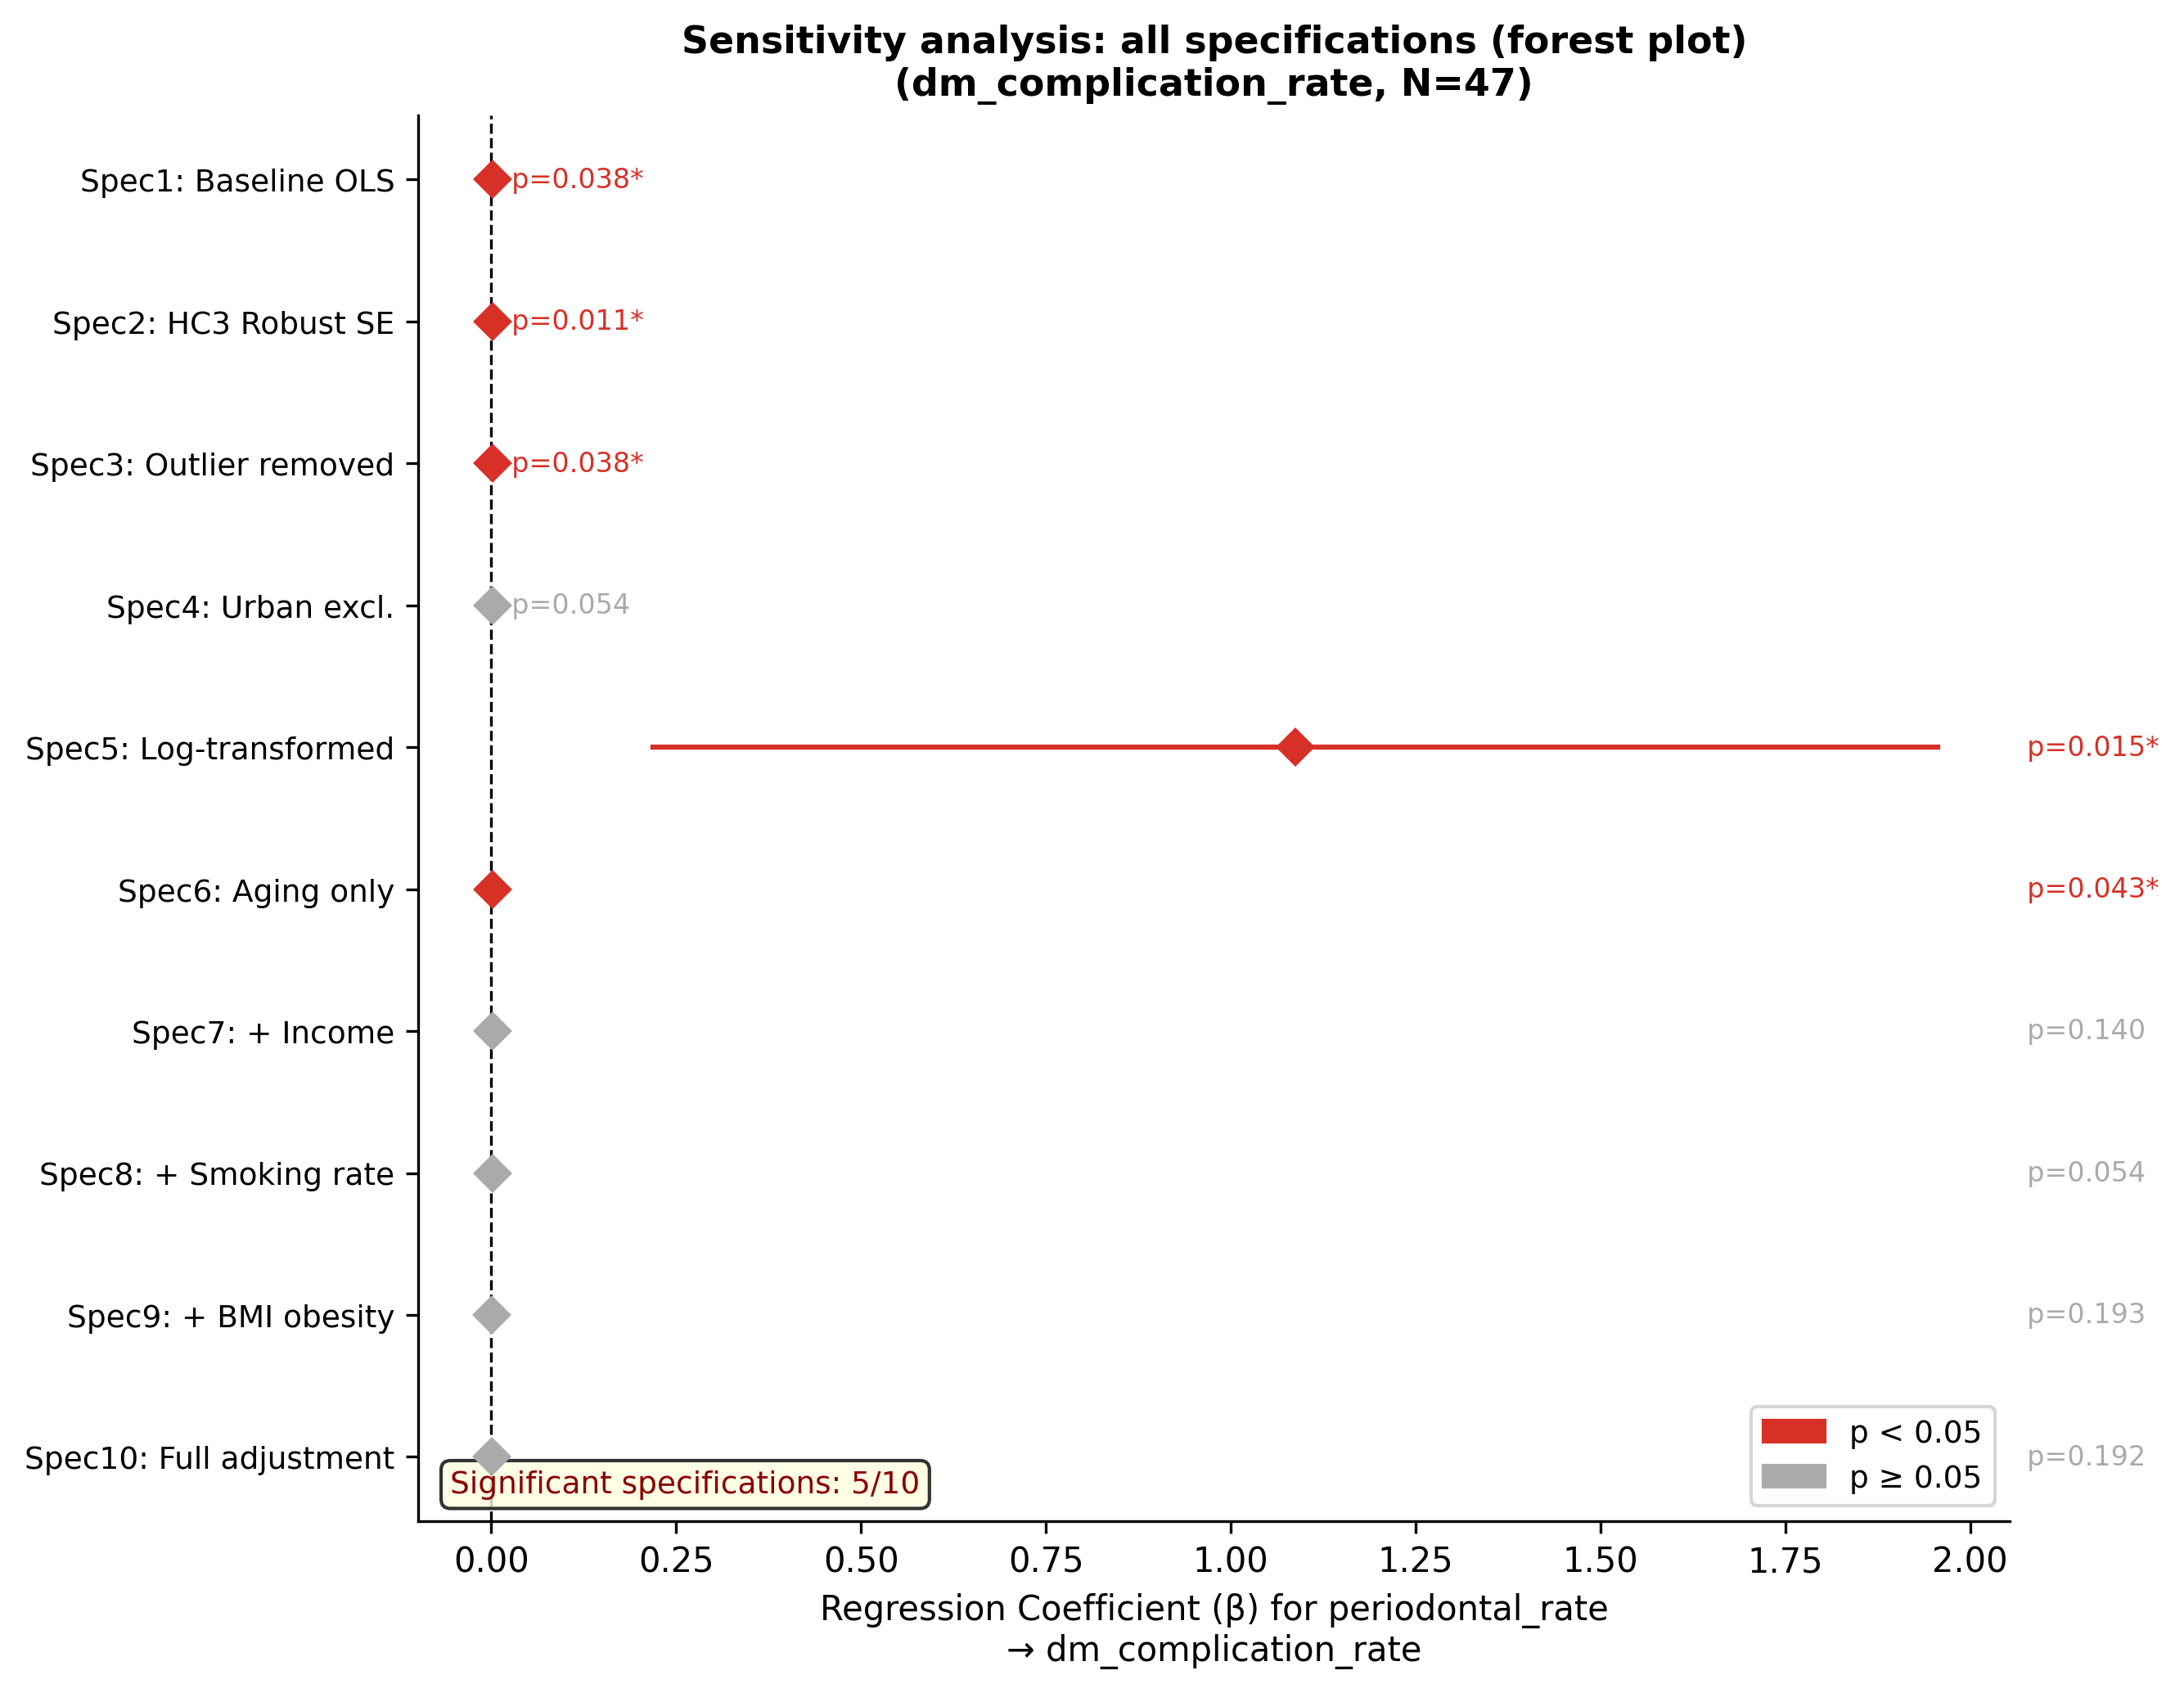 Sensitivity analysis: all specifications (forest plot)
(dm_complication_rate, N=47)
Spec1: Baseline OLS
p=0.038*
Spec2: HC3 Robust SE
p=0.011*
Spec3: Outlier removed
p=0.038*
Spec4: Urban excl.
p=0.054
Spec5: Log-transformed
p=0.015*
Spec6: Aging only
p=0.043*
Spec7: + Income
p=0.140
Spec8: + Smoking rate
p=0.054
Spec9: + BMI obesity
p=0.193
Spec10: Full adjustment
p=0.192
Significant specifications: 5/10
p < 0.05
p ≥ 0.05
0.00 0.25 0.50 0.75 1.00 1.25 1.50 1.75 2.00
Regression Coefficient (β) for periodontal_rate
→ dm_complication_rate